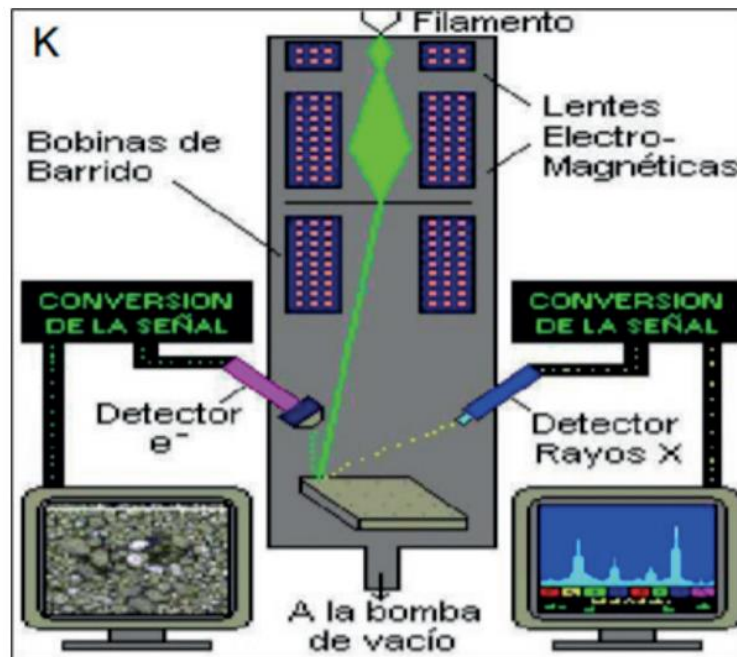 K
Filamento
Lentes
Electro-
Magnéticas
Bobinas de
Barrido
CONVERSION
DE LA SEÑAL
CONVERSION
DE LA SEÑAL
Detector
e⁻
Detector
Rayos X
A la bomba
de vacío